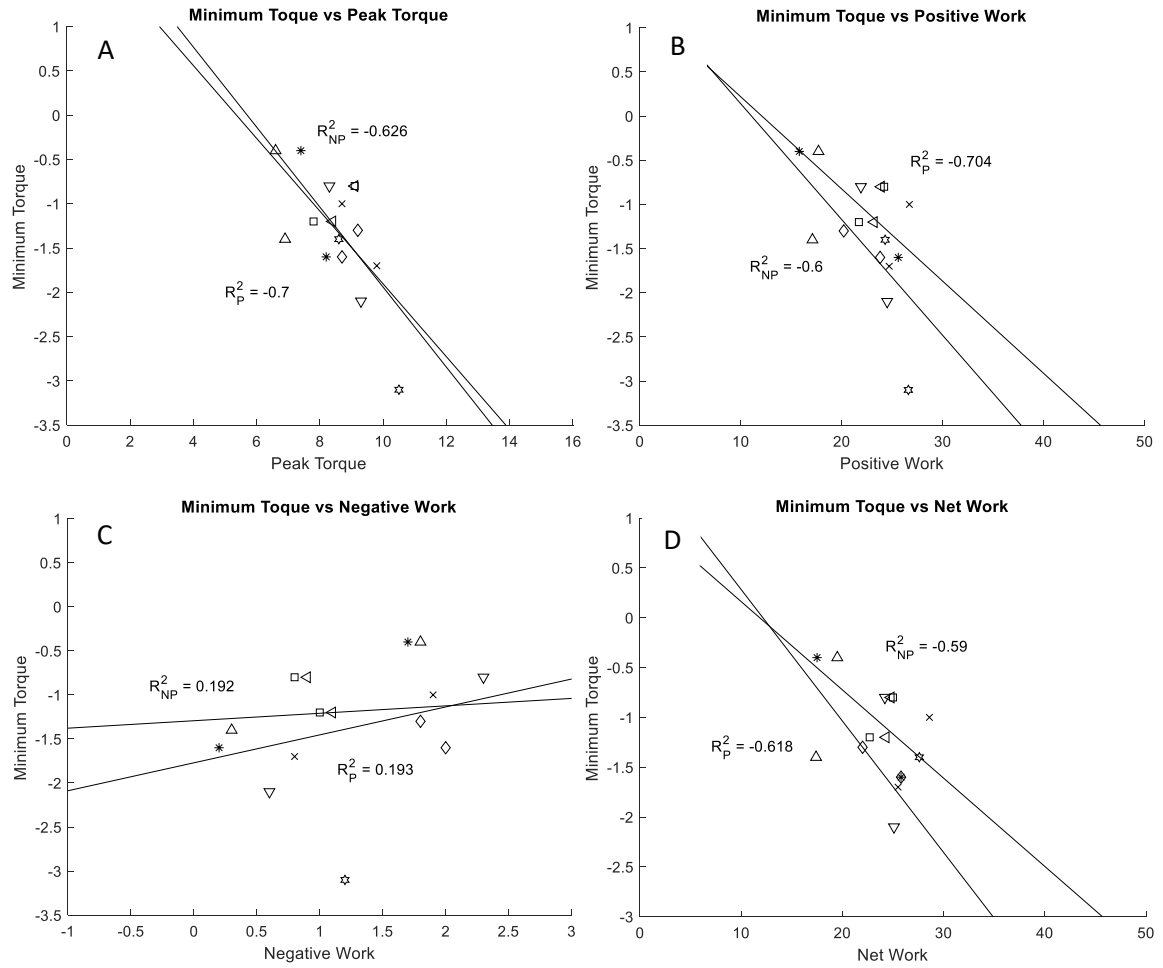 Minimum Toque vs Peak Torque
A
1
0.5
0
-0.5
-1
-1.5
-2
-2.5
-3
-3.5
Minimum Torque
R²NP = -0.626
R²P = -0.7
0 2 4 6 8 10 12 14 16
Peak Torque
Minimum Toque vs Positive Work
B
1
0.5
0
-0.5
-1
-1.5
-2
-2.5
-3
-3.5
Minimum Torque
R²P = -0.704
R²NP = -0.6
0 10 20 30 40 50
Positive Work
Minimum Toque vs Negative Work
C
1
0.5
0
-0.5
-1
-1.5
-2
-2.5
-3
-3.5
Minimum Torque
R²NP = 0.192
R²P = 0.193
-1 -0.5 0 0.5 1 1.5 2 2.5 3
Negative Work
Minimum Toque vs Net Work
D
1
0.5
0
-0.5
-1
-1.5
-2
-2.5
-3
Minimum Torque
R²NP = -0.59
R²P = -0.618
0 10 20 30 40 50
Net Work